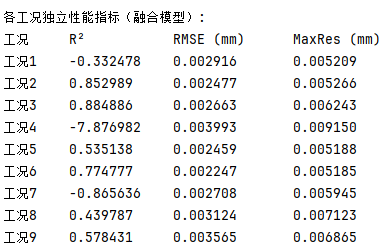 各工况独立性能指标（融合模型）：
工况 R² RMSE (mm) MaxRes (mm)
工况1 -0.332478 0.002916 0.005209
工况2 0.852989 0.002477 0.005266
工况3 0.884886 0.002663 0.006243
工况4 -7.876982 0.003993 0.009150
工况5 0.535138 0.002459 0.005188
工况6 0.774777 0.002247 0.005185
工况7 -0.865636 0.002708 0.005945
工况8 0.439787 0.003124 0.007123
工况9 0.578431 0.003565 0.006865